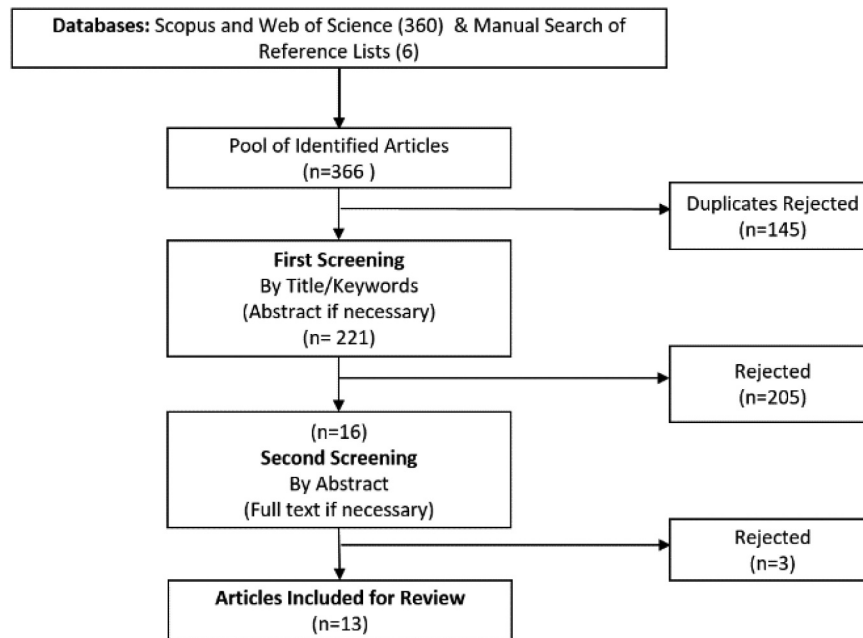 Databases: Scopus and Web of Science (360) & Manual Search of
Reference Lists (6)
Pool of Identified Articles
(n=366 )
Duplicates Rejected
(n=145)
First Screening
By Title/Keywords
(Abstract if necessary)
(n= 221)
Rejected
(n=205)
(n=16)
Second Screening
By Abstract
(Full text if necessary)
Rejected
(n=3)
Articles Included for Review
(n=13)